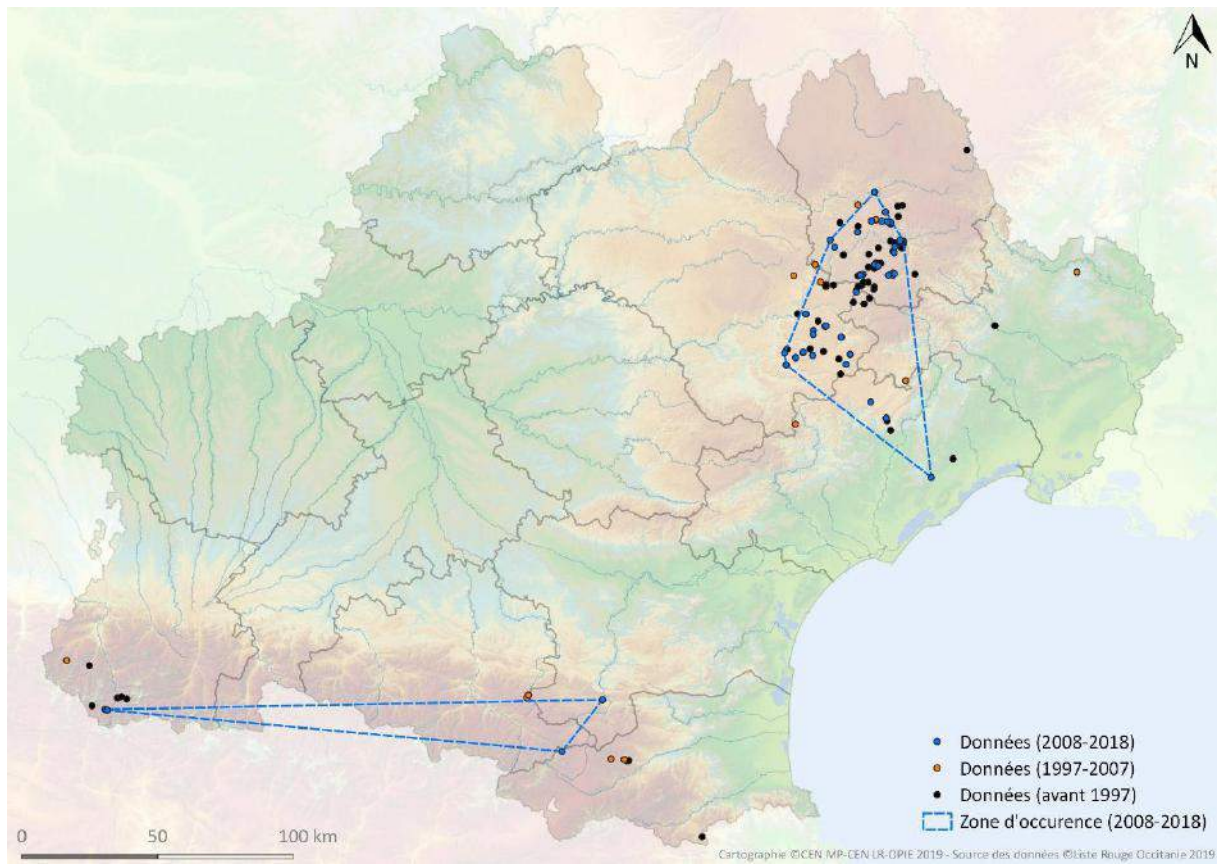 N
Données (2008-2018)
Données (1997-2007)
Données (avant 1997)
Zone d'occurence (2008-2018)
0 50 100 km
Cartographie ©CEN MP-CEN LR-OPIE 2019 - Source des données ©Liste Rouge Occitanie 2019